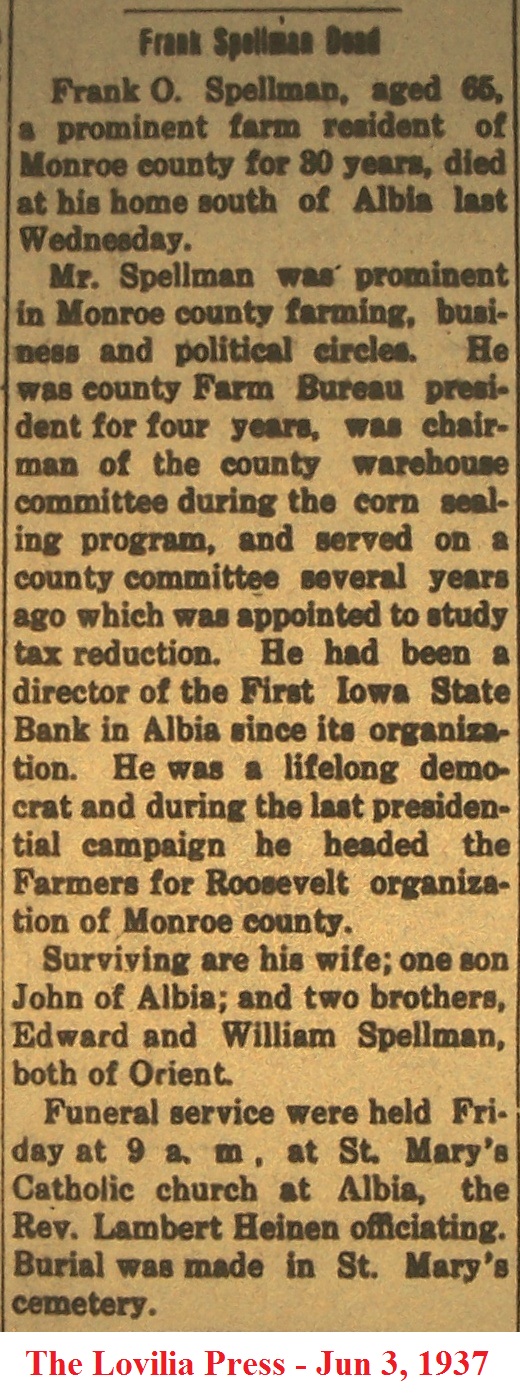 Frank Spellman Dead
Frank O. Spellman, aged 65,
a prominent farm resident of
Monroe county for 30 years, died
at his home south of Albia last
Wednesday.
Mr. Spellman was prominent
in Monroe county farming, busi-
ness and political circles. He
was county Farm Bureau presi-
dent for four years, was chair-
man of the county warehouse
committee during the corn seal-
ing program, and served on a
county committee several years
ago which was appointed to study
tax reduction. He had been a
director of the First Iowa State
Bank in Albia since its organiza-
tion. He was a lifelong demo-
crat and during the last presiden-
tial campaign he headed the
Farmers for Roosevelt organiza-
tion of Monroe county.
Surviving are his wife; one son
John of Albia; and two brothers,
Edward and William Spellman,
both of Orient.
Funeral service were held Fri-
day at 9 a. m , at St. Mary's
Catholic church at Albia, the
Rev. Lambert Heinen officiating.
Burial was made in St. Mary's
cemetery.
The Lovilia Press - Jun 3, 1937